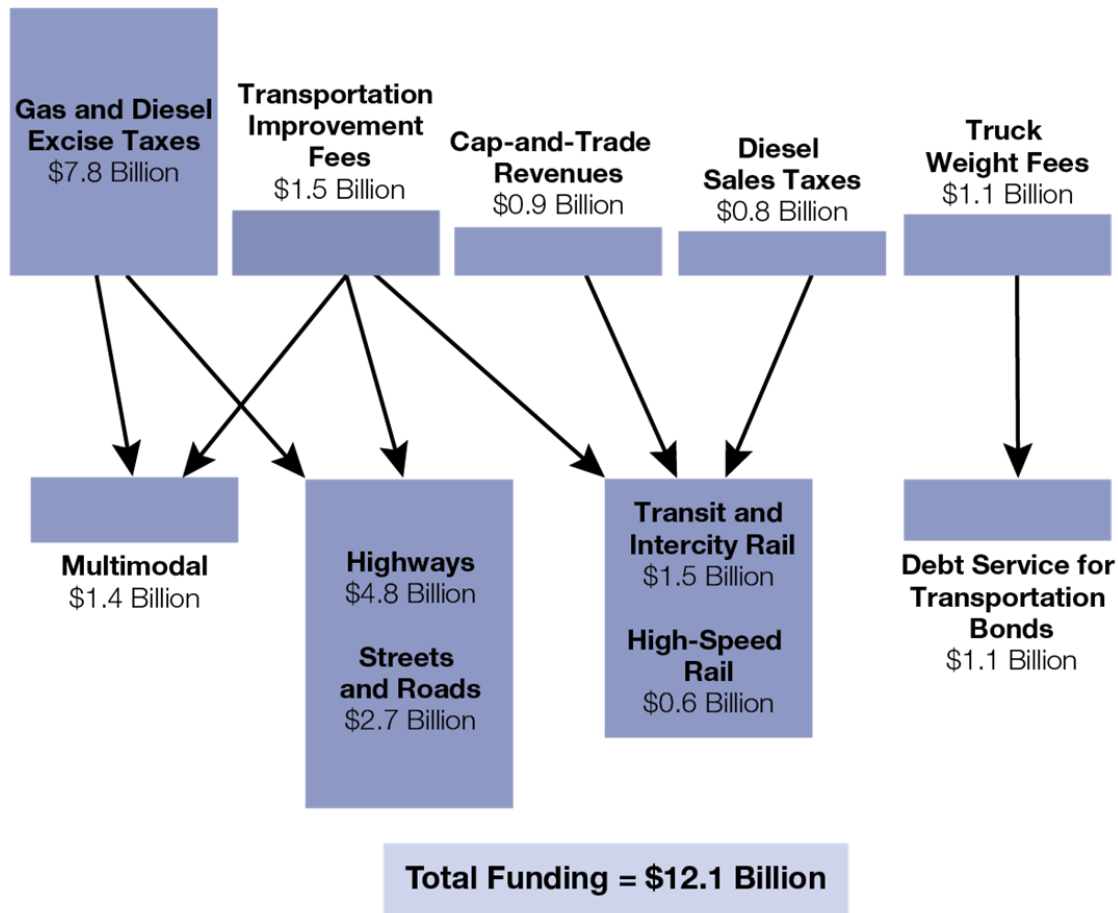 Gas and Diesel
Excise Taxes
$7.8 Billion
Transportation
Improvement
Fees
$1.5 Billion
Cap-and-Trade
Revenues
$0.9 Billion
Diesel
Sales Taxes
$0.8 Billion
Truck
Weight Fees
$1.1 Billion
Multimodal
$1.4 Billion
Highways
$4.8 Billion
Streets
and Roads
$2.7 Billion
Transit and
Intercity Rail
$1.5 Billion
High-Speed
Rail
$0.6 Billion
Debt Service for
Transportation
Bonds
$1.1 Billion
Total Funding = $12.1 Billion